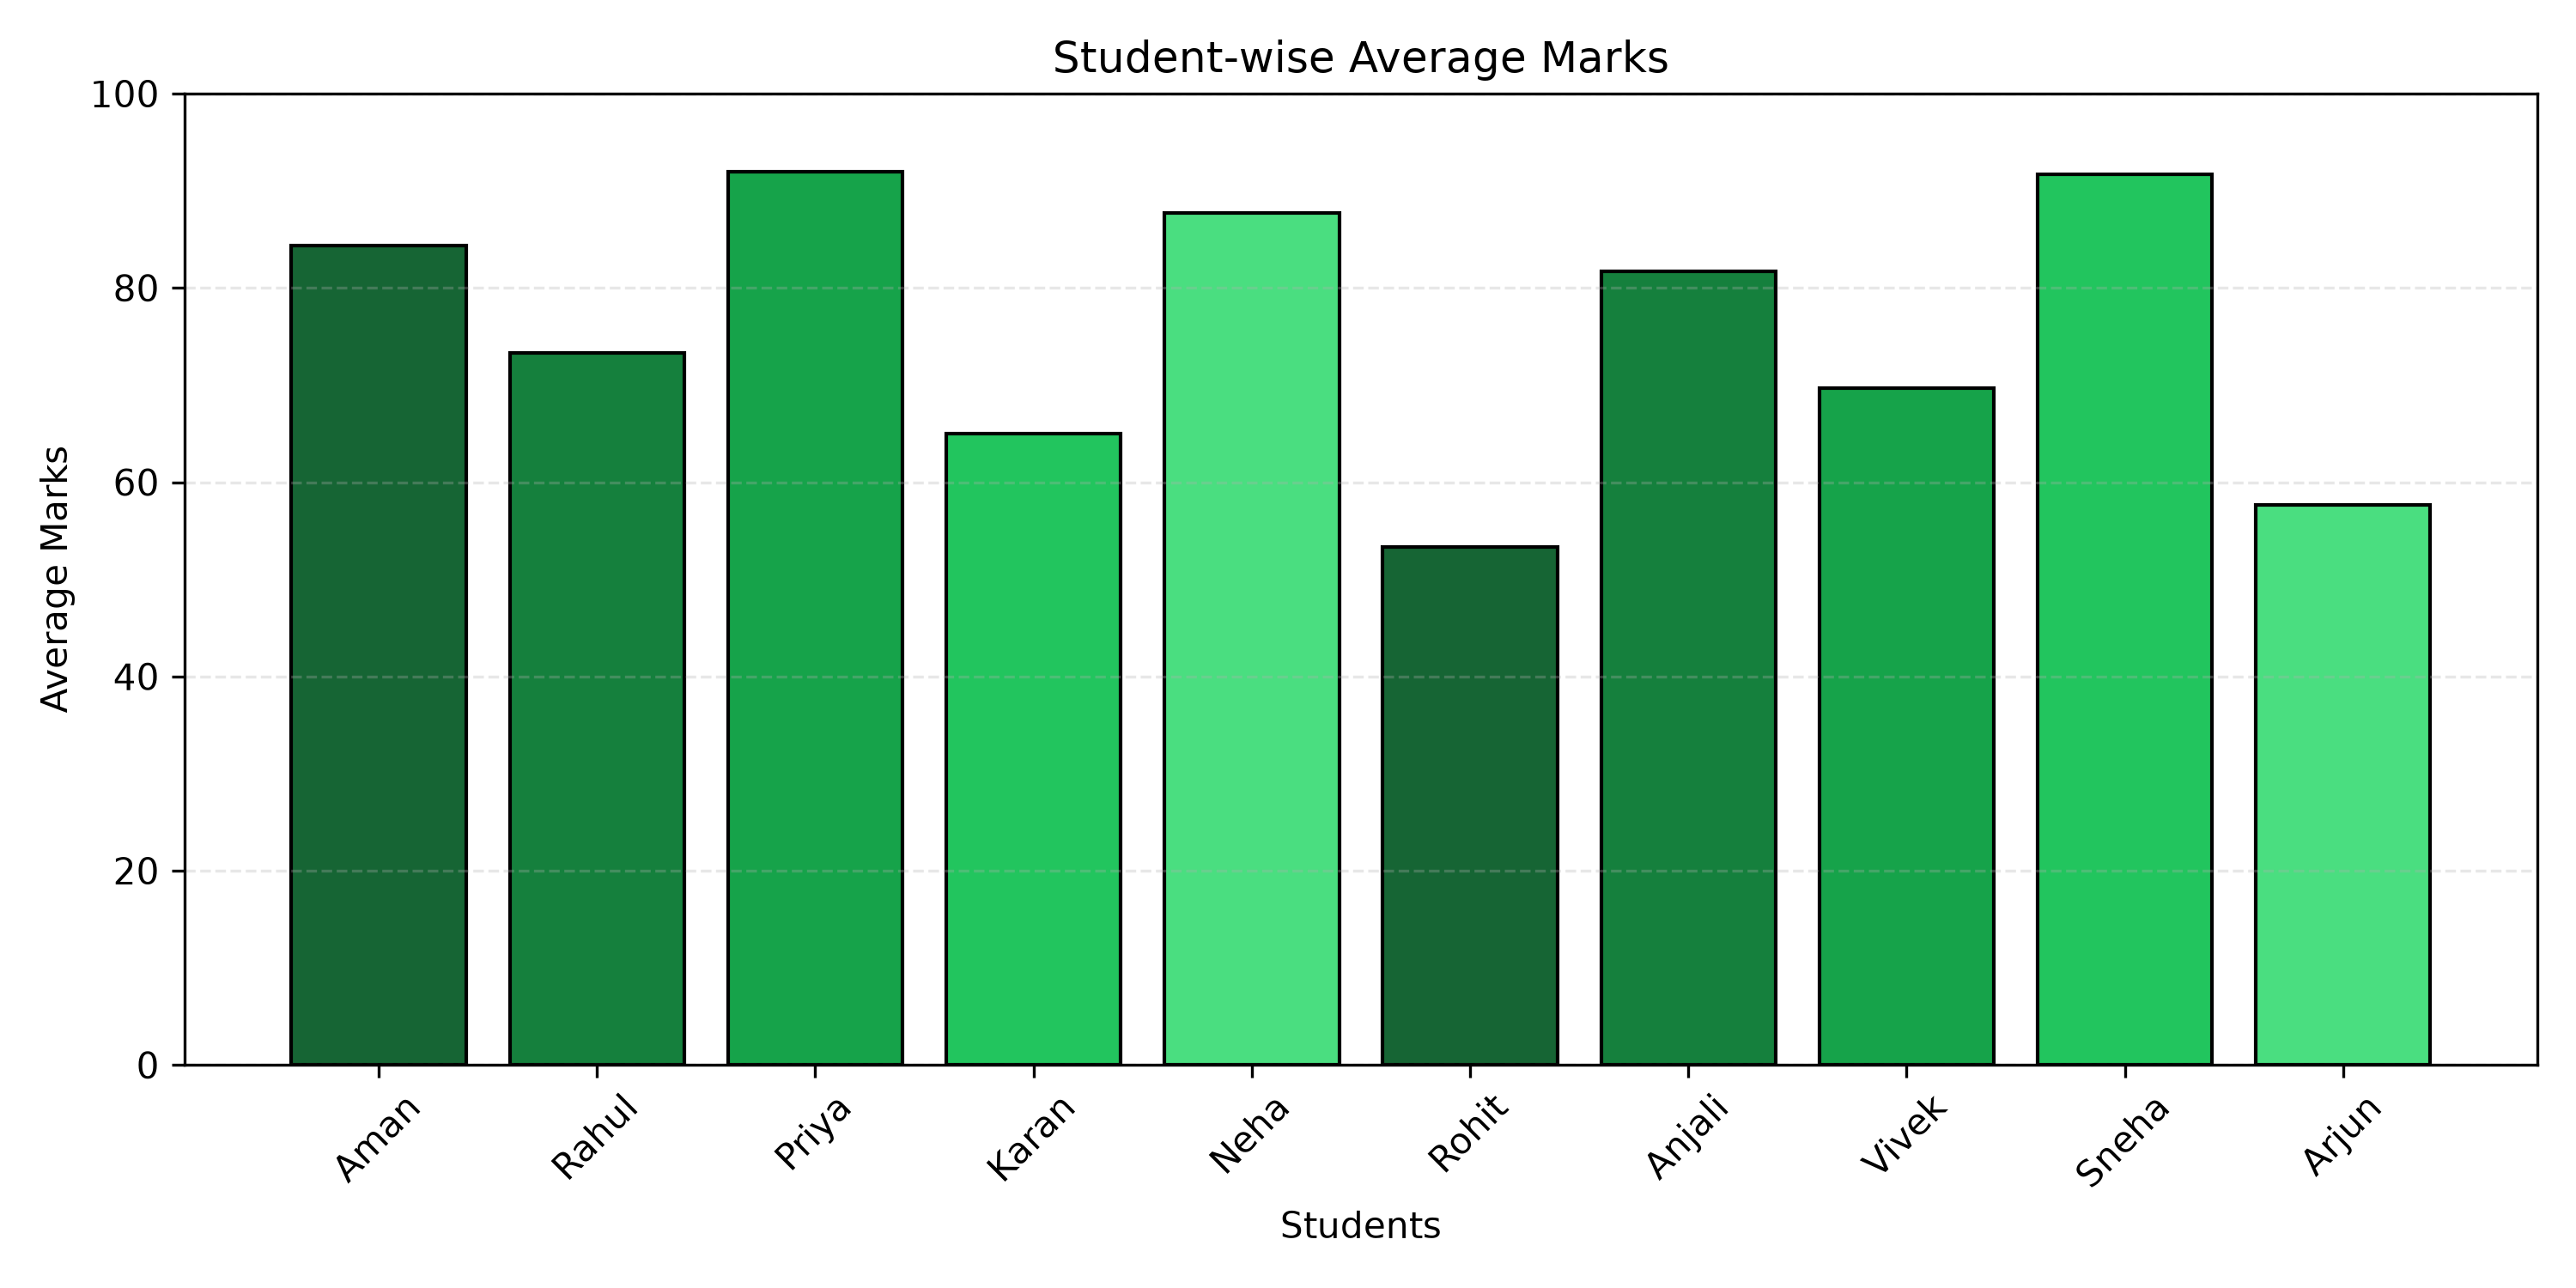 Student-wise Average Marks
100
80
60
40
20
0
Average Marks
Aman
Rahul
Priya
Karan
Neha
Rohit
Anjali
Vivek
Sneha
Arjun
Students